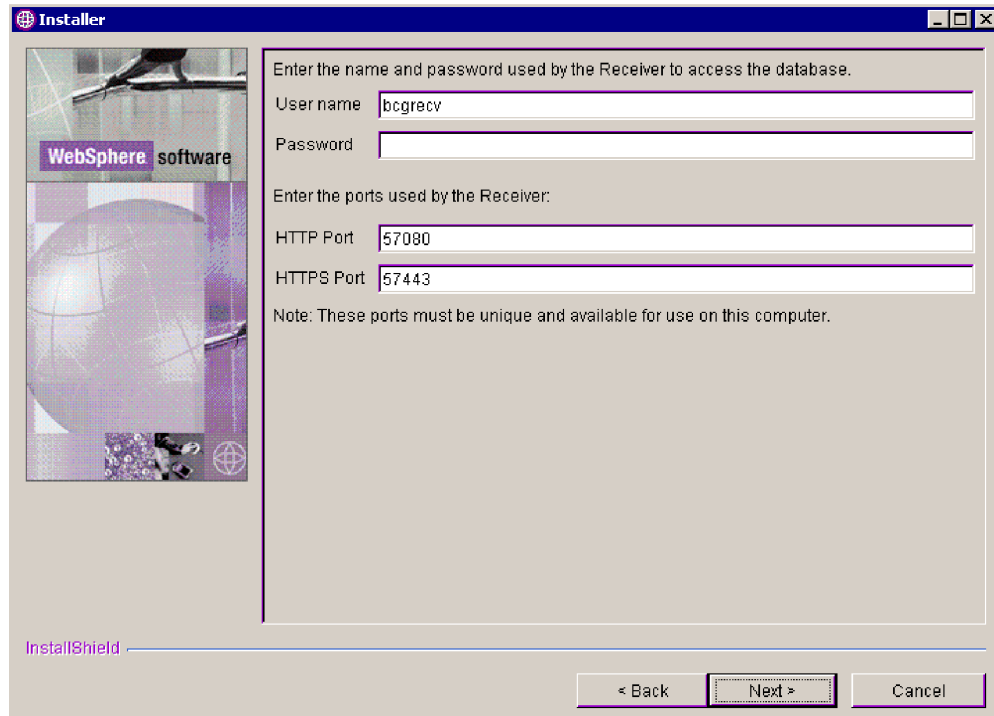 Installer
Enter the name and password used by the Receiver to access the database.
User name bcgrecv
Password
WebSphere software
Enter the ports used by the Receiver:
HTTP Port 57080
HTTPS Port 57443
Note: These ports must be unique and available for use on this computer.
InstallShield
< Back Next > Cancel